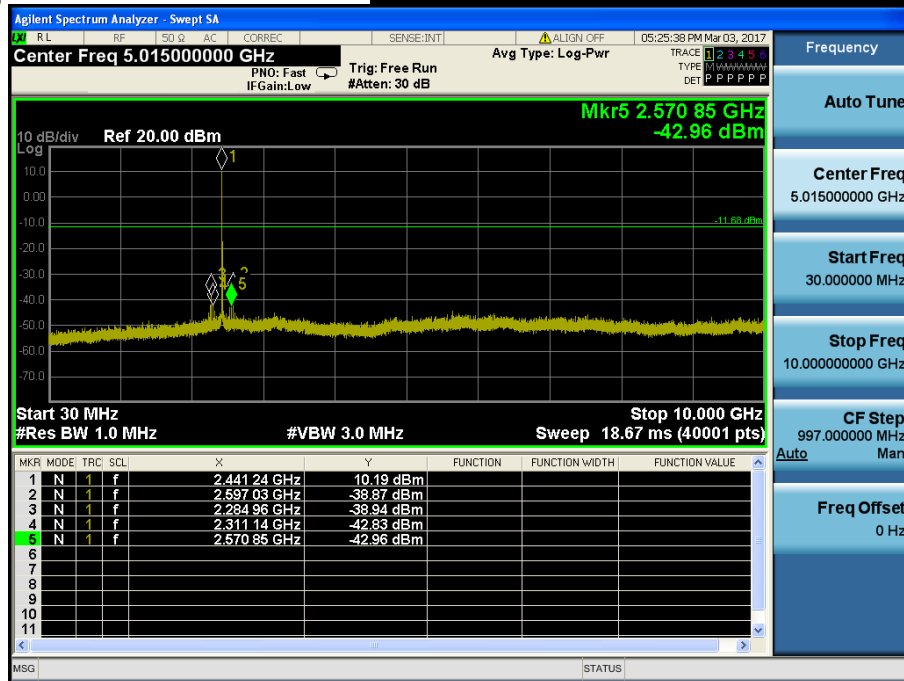 Agilent Spectrum Analyzer - Swept SA
LXI RL RF 50 Ω AC CORREC SENSE:INT ALIGN OFF 05:25:38 PM Mar 03, 2017
Center Freq 5.015000000 GHz
PNO: Fast
IFGain:Low
Trig: Free Run
#Atten: 30 dB
Avg Type: Log-Pwr
TRACE 1 2 3 4 5 6
TYPE M W W W W W
DET P P P P P P
Mkr5 2.570 85 GHz
-42.96 dBm
10 dB/div Ref 20.00 dBm
Log
10.0
0.00
-10.0
-20.0
-30.0
-40.0
-50.0
-60.0
-70.0
1
-11.68 dBm
5
Start 30 MHz Stop 10.000 GHz
#Res BW 1.0 MHz #VBW 3.0 MHz Sweep 18.67 ms (40001 pts)
MKR MODE TRC SCL X Y FUNCTION FUNCTION WIDTH FUNCTION VALUE
1 N 1 f 2.441 24 GHz 10.19 dBm
2 N 1 f 2.597 03 GHz -38.87 dBm
3 N 1 f 2.284 96 GHz -38.94 dBm
4 N 1 f 2.311 14 GHz -42.83 dBm
5 N 1 f 2.570 85 GHz -42.96 dBm
6
7
8
9
10
11
MSG STATUS
Frequency
Auto Tune
Center Freq
5.015000000 GHz
Start Freq
30.000000 MHz
Stop Freq
10.000000000 GHz
CF Step
997.000000 MHz
Auto Man
Freq Offset
0 Hz